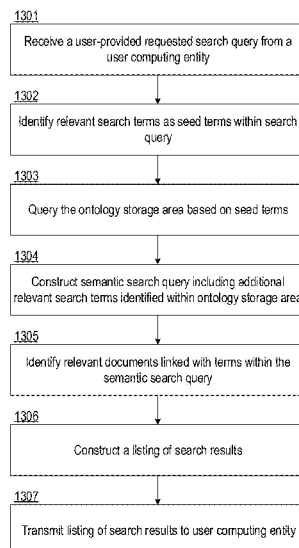 1301
Receive a user-provided requested search query from a
user computing entity
1302
Identify relevant search terms as seed terms within search
query
1303
Query the ontology storage area based on seed terms
1304
Construct semantic search query including additional
relevant search terms identified within ontology storage area
1305
Identify relevant documents linked with terms within the
semantic search query
1306
Construct a listing of search results
1307
Transmit listing of search results to user computing entity